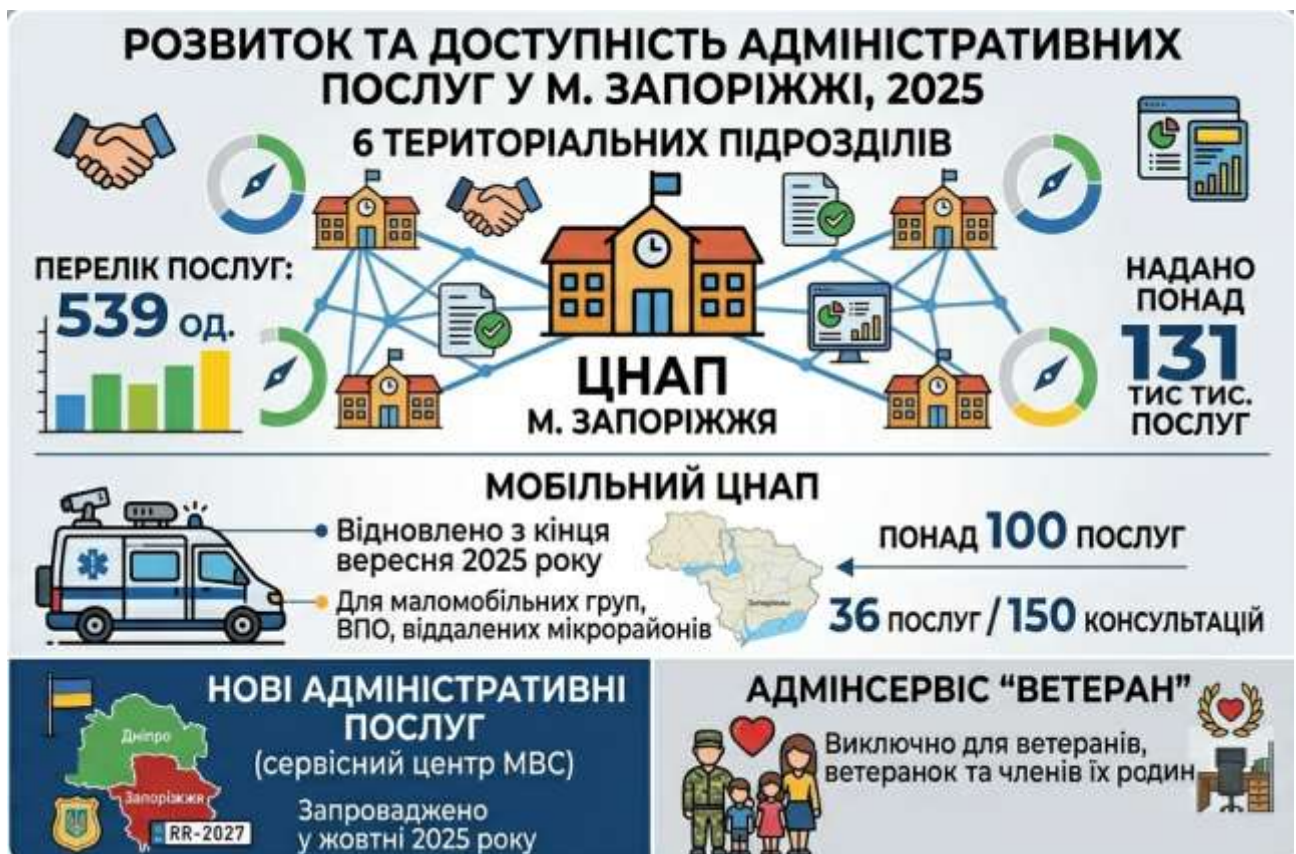 РОЗВИТОК ТА ДОСТУПНІСТЬ АДМІНІСТРАТИВНИХ
ПОСЛУГ У М. ЗАПОРІЖЖІ, 2025
6 ТЕРИТОРІАЛЬНИХ ПІДРОЗДІЛІВ
ПЕРЕЛІК ПОСЛУГ:
539 ОД.
ЦНАП
М. ЗАПОРІЖЖЯ
НАДАНО
ПОНАД
131
ТИС ТИС.
ПОСЛУГ
МОБІЛЬНИЙ ЦНАП
Відновлено з кінця
вересня 2025 року
Для маломобільних груп,
ВПО, віддалених мікрорайонів
ПОНАД 100 ПОСЛУГ
36 ПОСЛУГ / 150 КОНСУЛЬТАЦІЙ
НОВІ АДМІНІСТРАТИВНІ
ПОСЛУГ
(сервісний центр МВС)
Запроваджено
у жовтні 2025 року
Дніпро
Запоріжжя
RR-2027
АДМІНСЕРВІС “ВЕТЕРАН”
Виключно для ветеранів,
ветеранок та членів їх родин